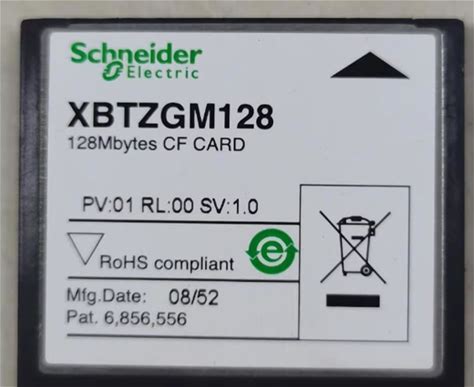 Schneider
Electric
XBTZGM128
128Mbytes CF CARD
PV:01 RL:00 SV:1.0
RoHS compliant
e
Mfg.Date: 08/52
Pat. 6,856,556